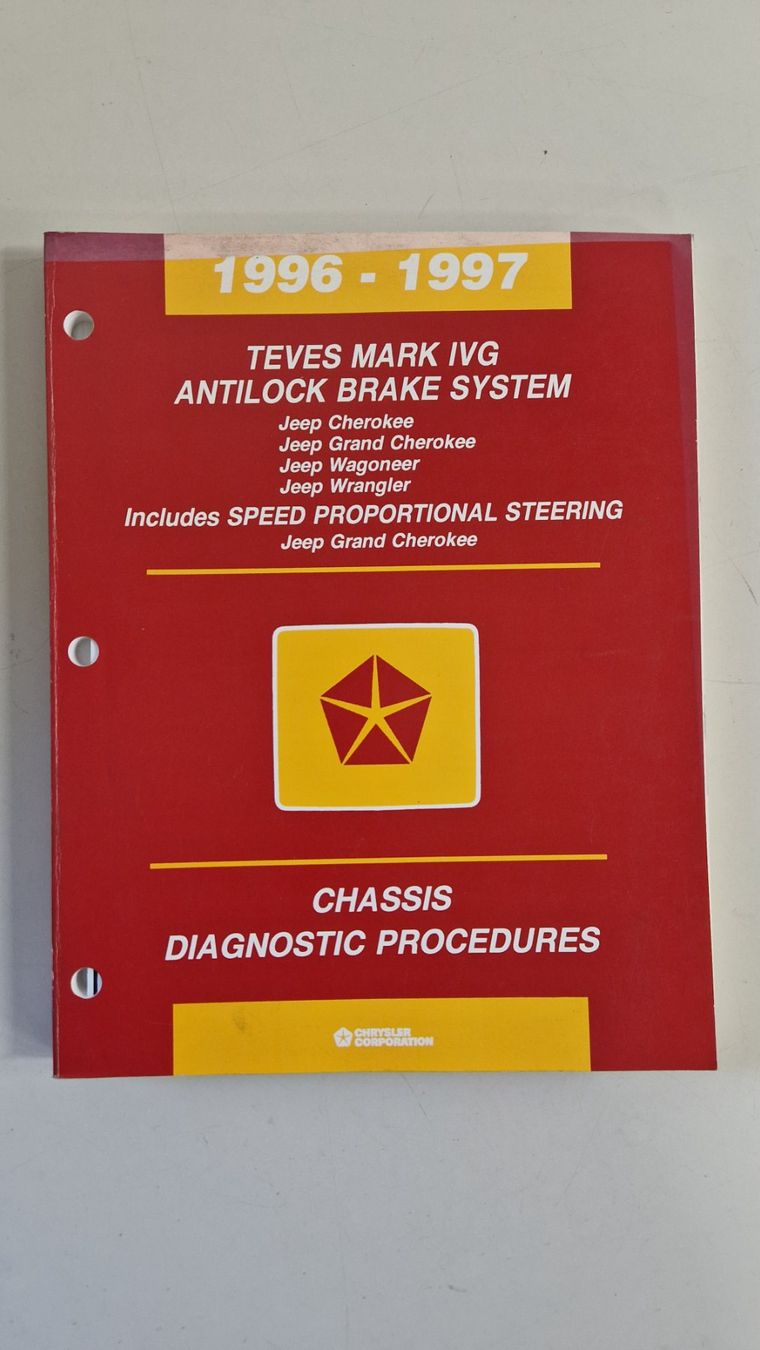 1996 - 1997
TEVES MARK IVG
ANTILOCK BRAKE SYSTEM
Jeep Cherokee
Jeep Grand Cherokee
Jeep Wagoneer
Jeep Wrangler
Includes SPEED PROPORTIONAL STEERING
Jeep Grand Cherokee
CHASSIS
DIAGNOSTIC PROCEDURES
CHRYSLER
CORPORATION